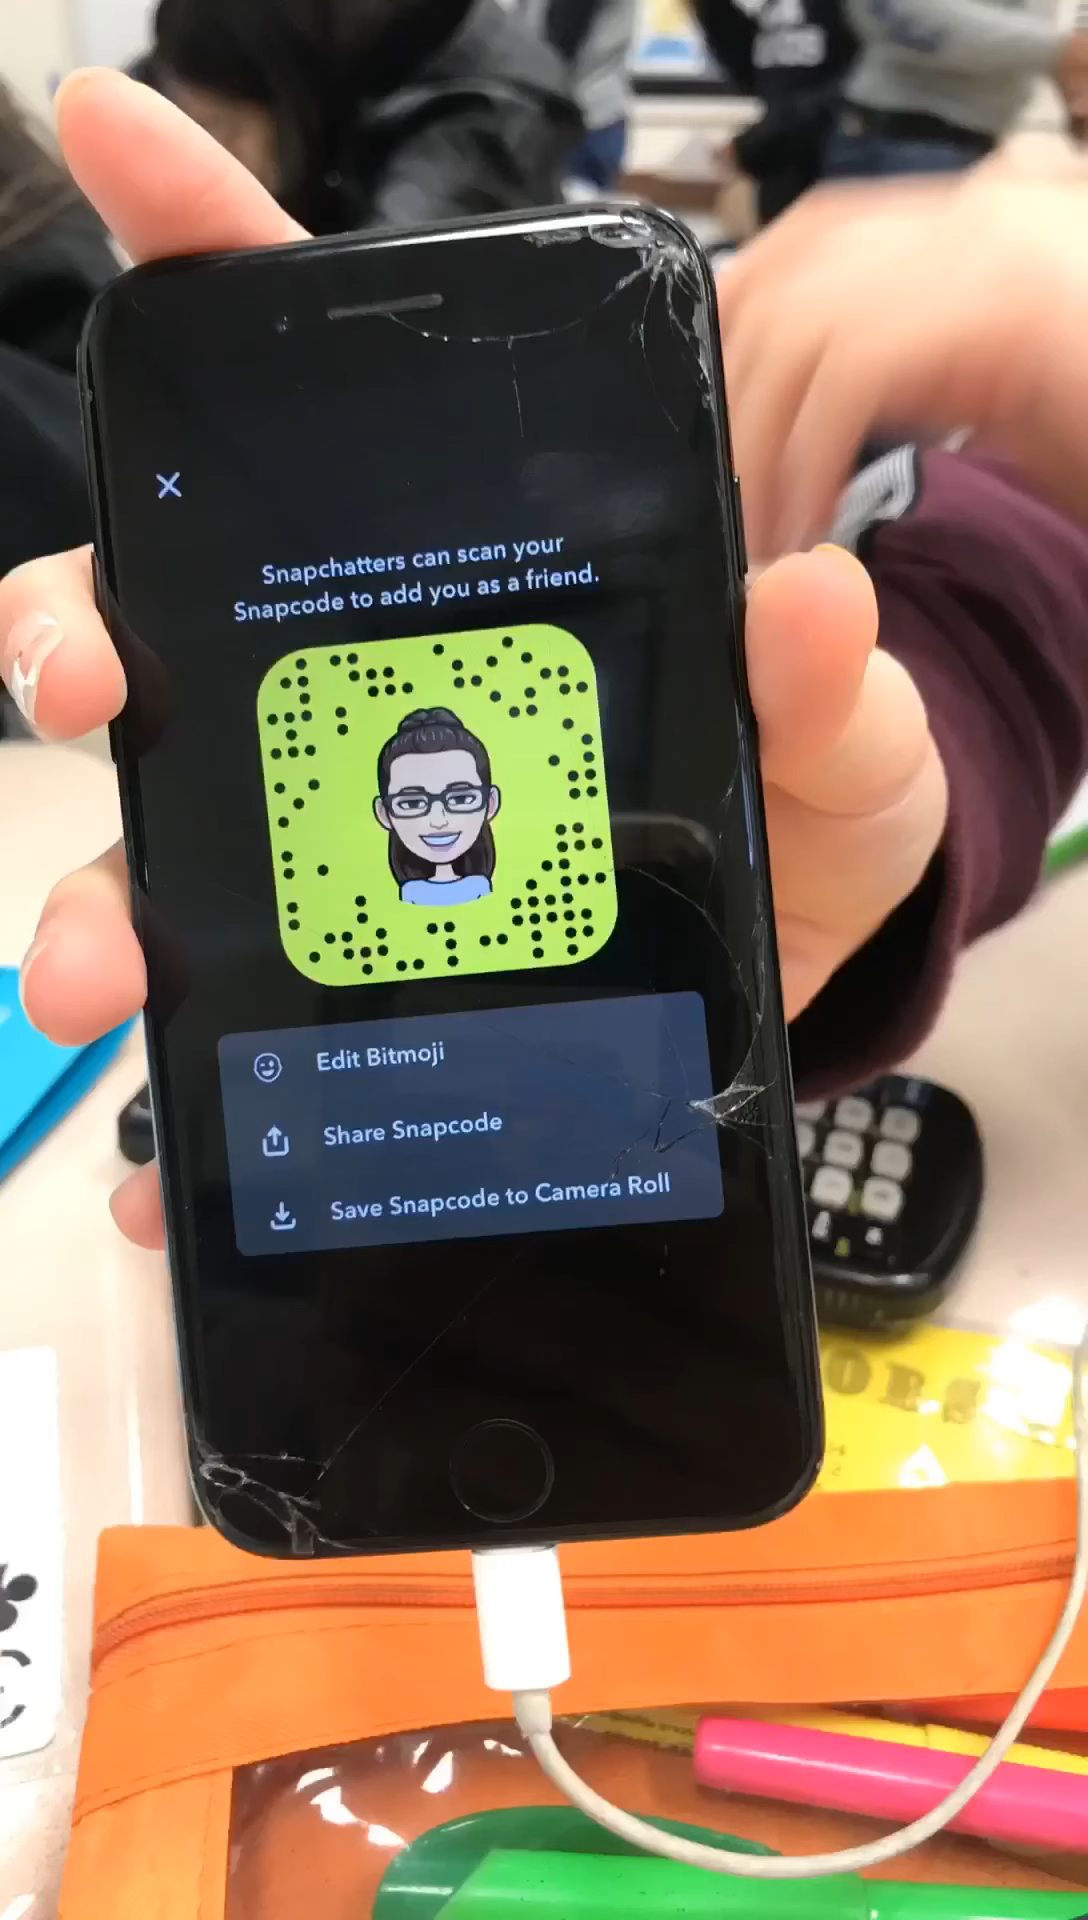 Snapchatters can scan your
Snapcode to add you as a friend.
Edit Bitmoji
Share Snapcode
Save Snapcode to Camera Roll